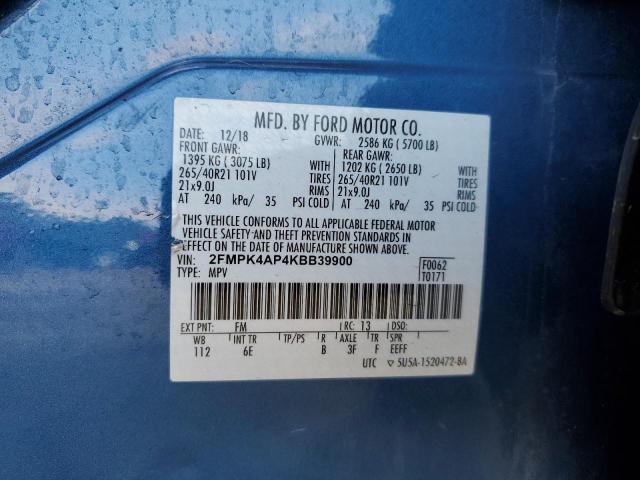 MFD. BY FORD MOTOR CO.
DATE: 12/18 GVWR: 2586 KG ( 5700 LB)
FRONT GAWR: REAR GAWR:
1395 KG ( 3075 LB) WITH 1202 KG ( 2650 LB) WITH
265/40R21 101V TIRES 265/40R21 101V TIRES
21x9.0J RIMS 21x9.0J RIMS
AT 240 kPa/ 35 PSI COLD AT 240 kPa/ 35 PSI COLD
THIS VEHICLE CONFORMS TO ALL APPLICABLE FEDERAL MOTOR
VEHICLE SAFETY AND THEFT PREVENTION STANDARDS IN
EFFECT ON THE DATE OF MANUFACTURE SHOWN ABOVE.
VIN: 2FMPK4AP4KBB39900 F0062
TYPE: MPV T0171
EXT PNT: FM RC: 13 DSO:
WB INT TR TP/PS R AXLE TR SPR
112 6E B 3F F EEFF
UTC ▽ 5U5A-1520472-BA